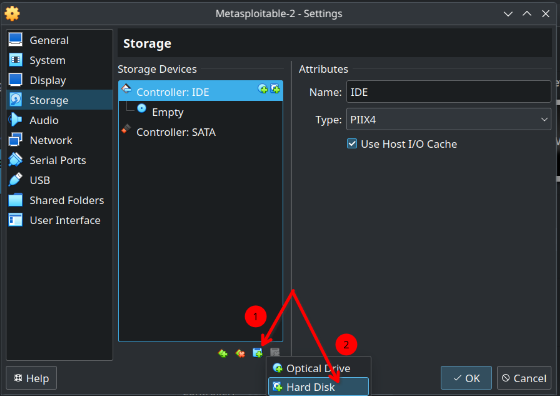 Metasploitable-2 - Settings
General
System
Display
Storage
Audio
Network
Serial Ports
USB
Shared Folders
User Interface
Storage
Storage Devices
Controller: IDE
Empty
Controller: SATA
Attributes
Name: IDE
Type: PIIX4
Use Host I/O Cache
1
2
Optical Drive
Hard Disk
Help
OK
Cancel